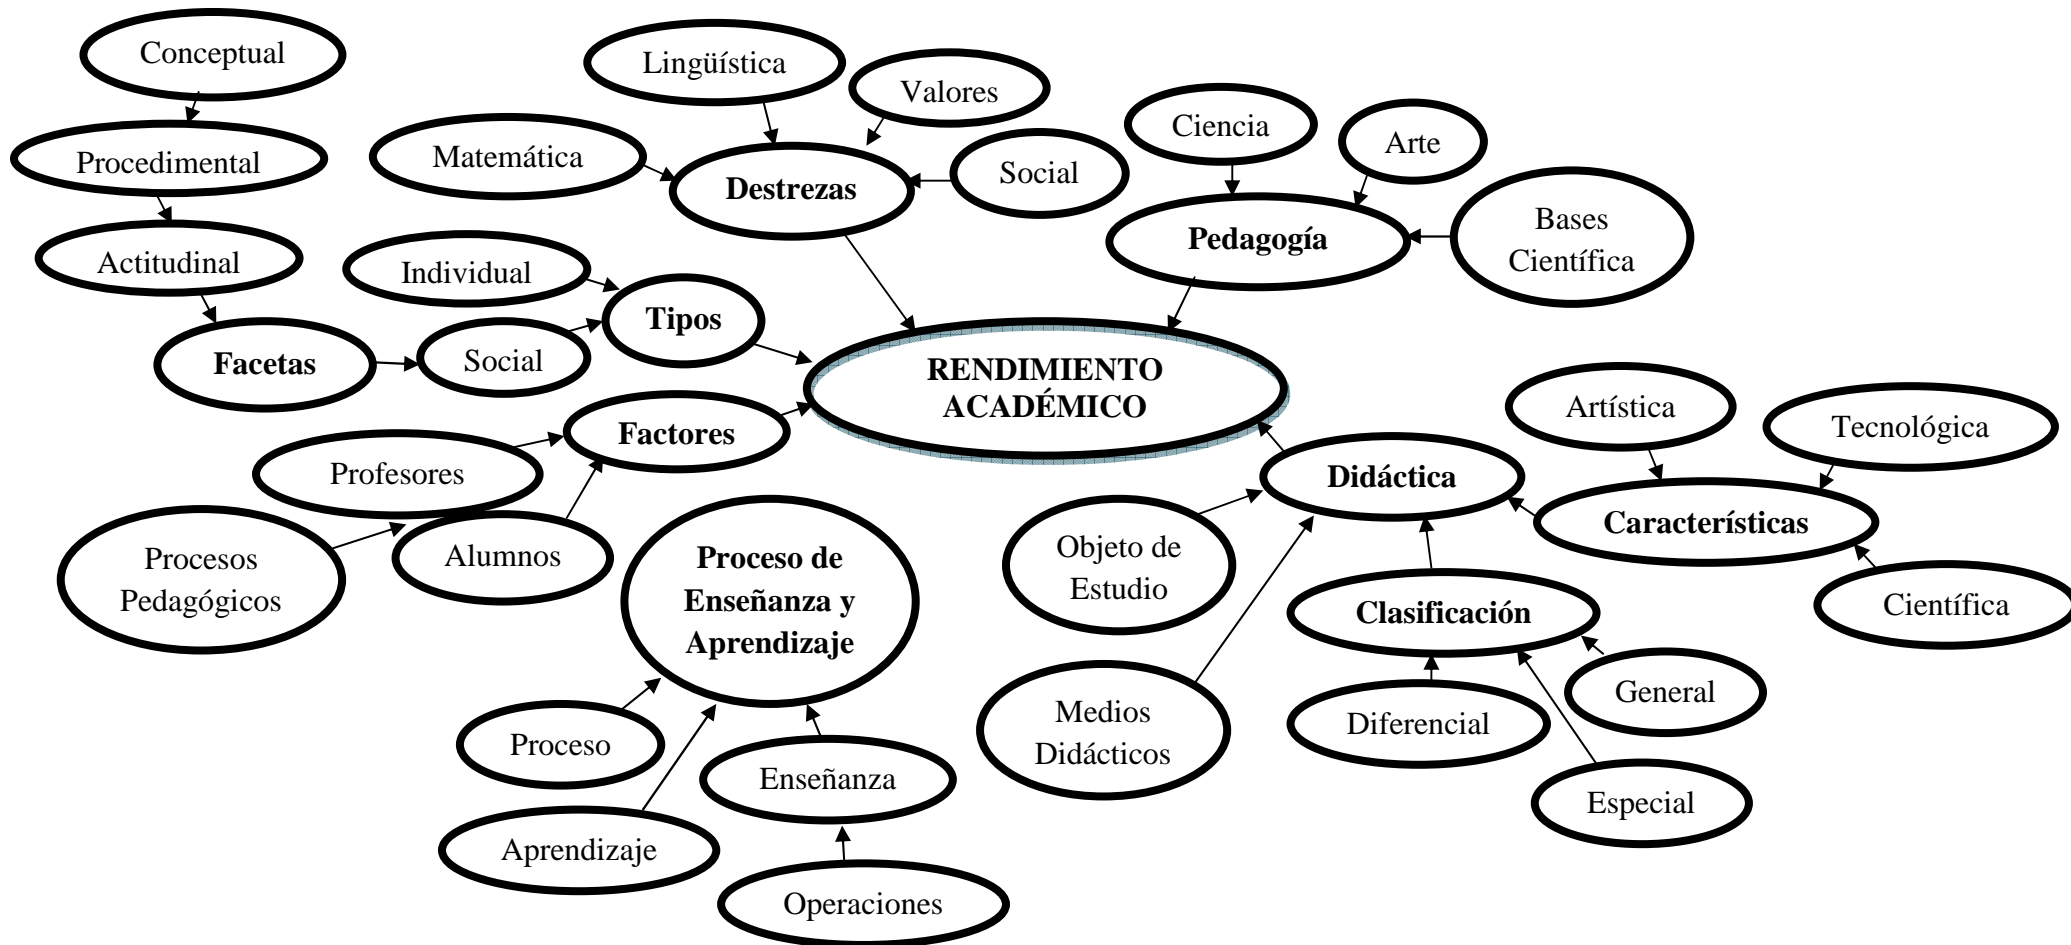 Conceptual
Procedimental
Actitudinal
Facetas
Lingüística
Valores
Matemática
Social
Destrezas
Ciencia
Arte
Bases
Científica
Pedagogía
Individual
Social
Tipos
RENDIMIENTO
ACADÉMICO
Factores
Profesores
Alumnos
Procesos
Pedagógicos
Proceso de
Enseñanza y
Aprendizaje
Proceso
Aprendizaje
Enseñanza
Operaciones
Didáctica
Objeto de
Estudio
Medios
Didácticos
Artística
Tecnológica
Características
Científica
Clasificación
General
Diferencial
Especial